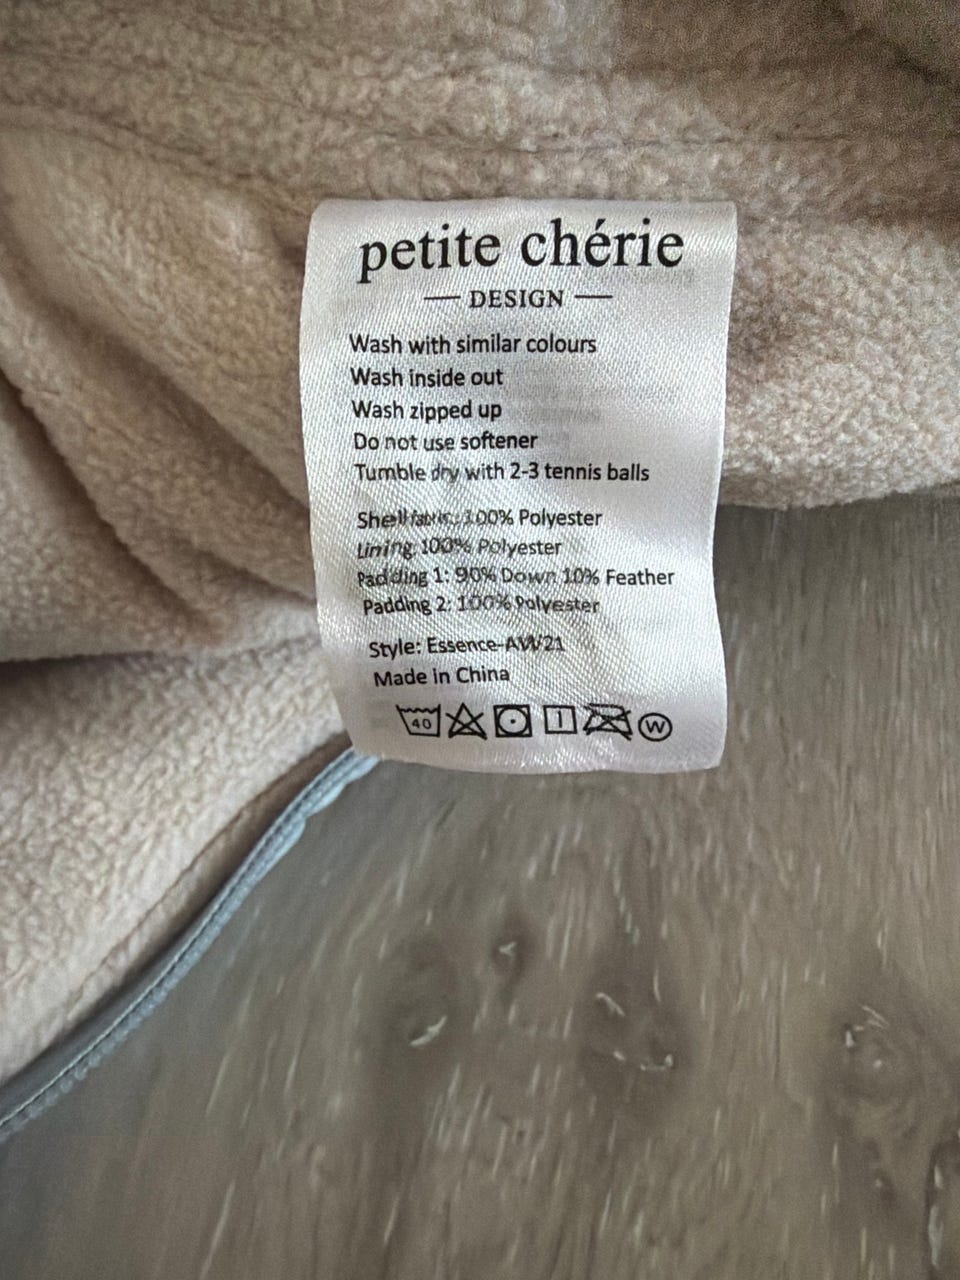 petite chérie
DESIGN
Wash with similar colours
Wash inside out
Wash zipped up
Do not use softener
Tumble dry with 2-3 tennis balls
Shell fabric: 100% Polyester
Lining: 100% Polyester
Padding 1: 90% Down 10% Feather
Padding 2: 100% Polyester
Style: Essence-AW21
Made in China
40 W